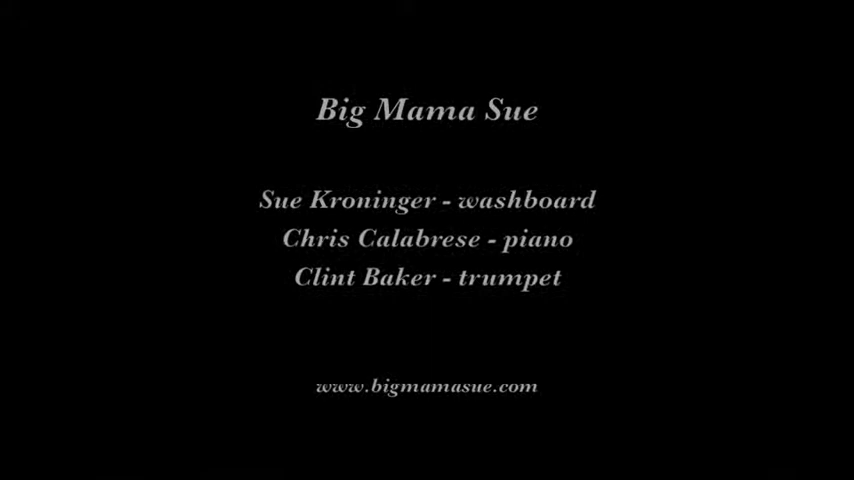 Big Mama Sue
Sue Kroninger - washboard
Chris Calabrese - piano
Clint Baker - trumpet
www.bigmamasue.com